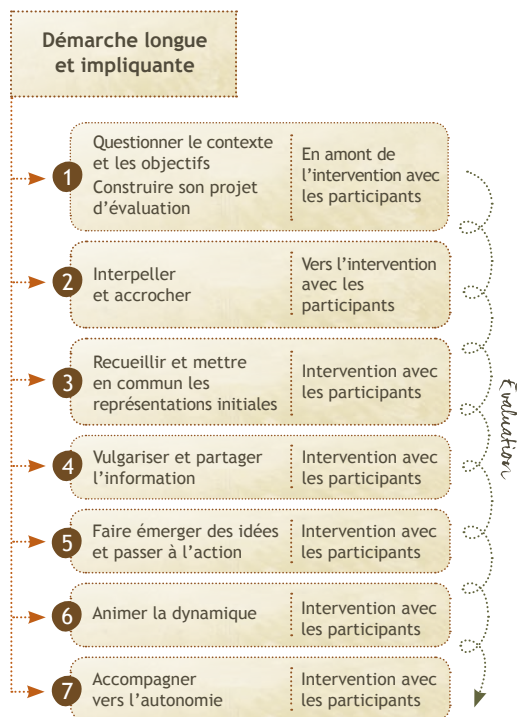 Démarche longue
et impliquante
1
Questionner le contexte
et les objectifs
Construire son projet
d'évaluation
En amont de
l'intervention avec
les participants
2
Interpeller
et accrocher
Vers l'intervention
avec les
participants
3
Recueillir et mettre
en commun les
représentations initiales
Intervention avec
les participants
4
Vulgariser et partager
l'information
Intervention avec
les participants
5
Faire émerger des idées
et passer à l'action
Intervention avec
les participants
6
Animer la dynamique
Intervention avec
les participants
7
Accompagner
vers l'autonomie
Intervention avec
les participants
Évaluation